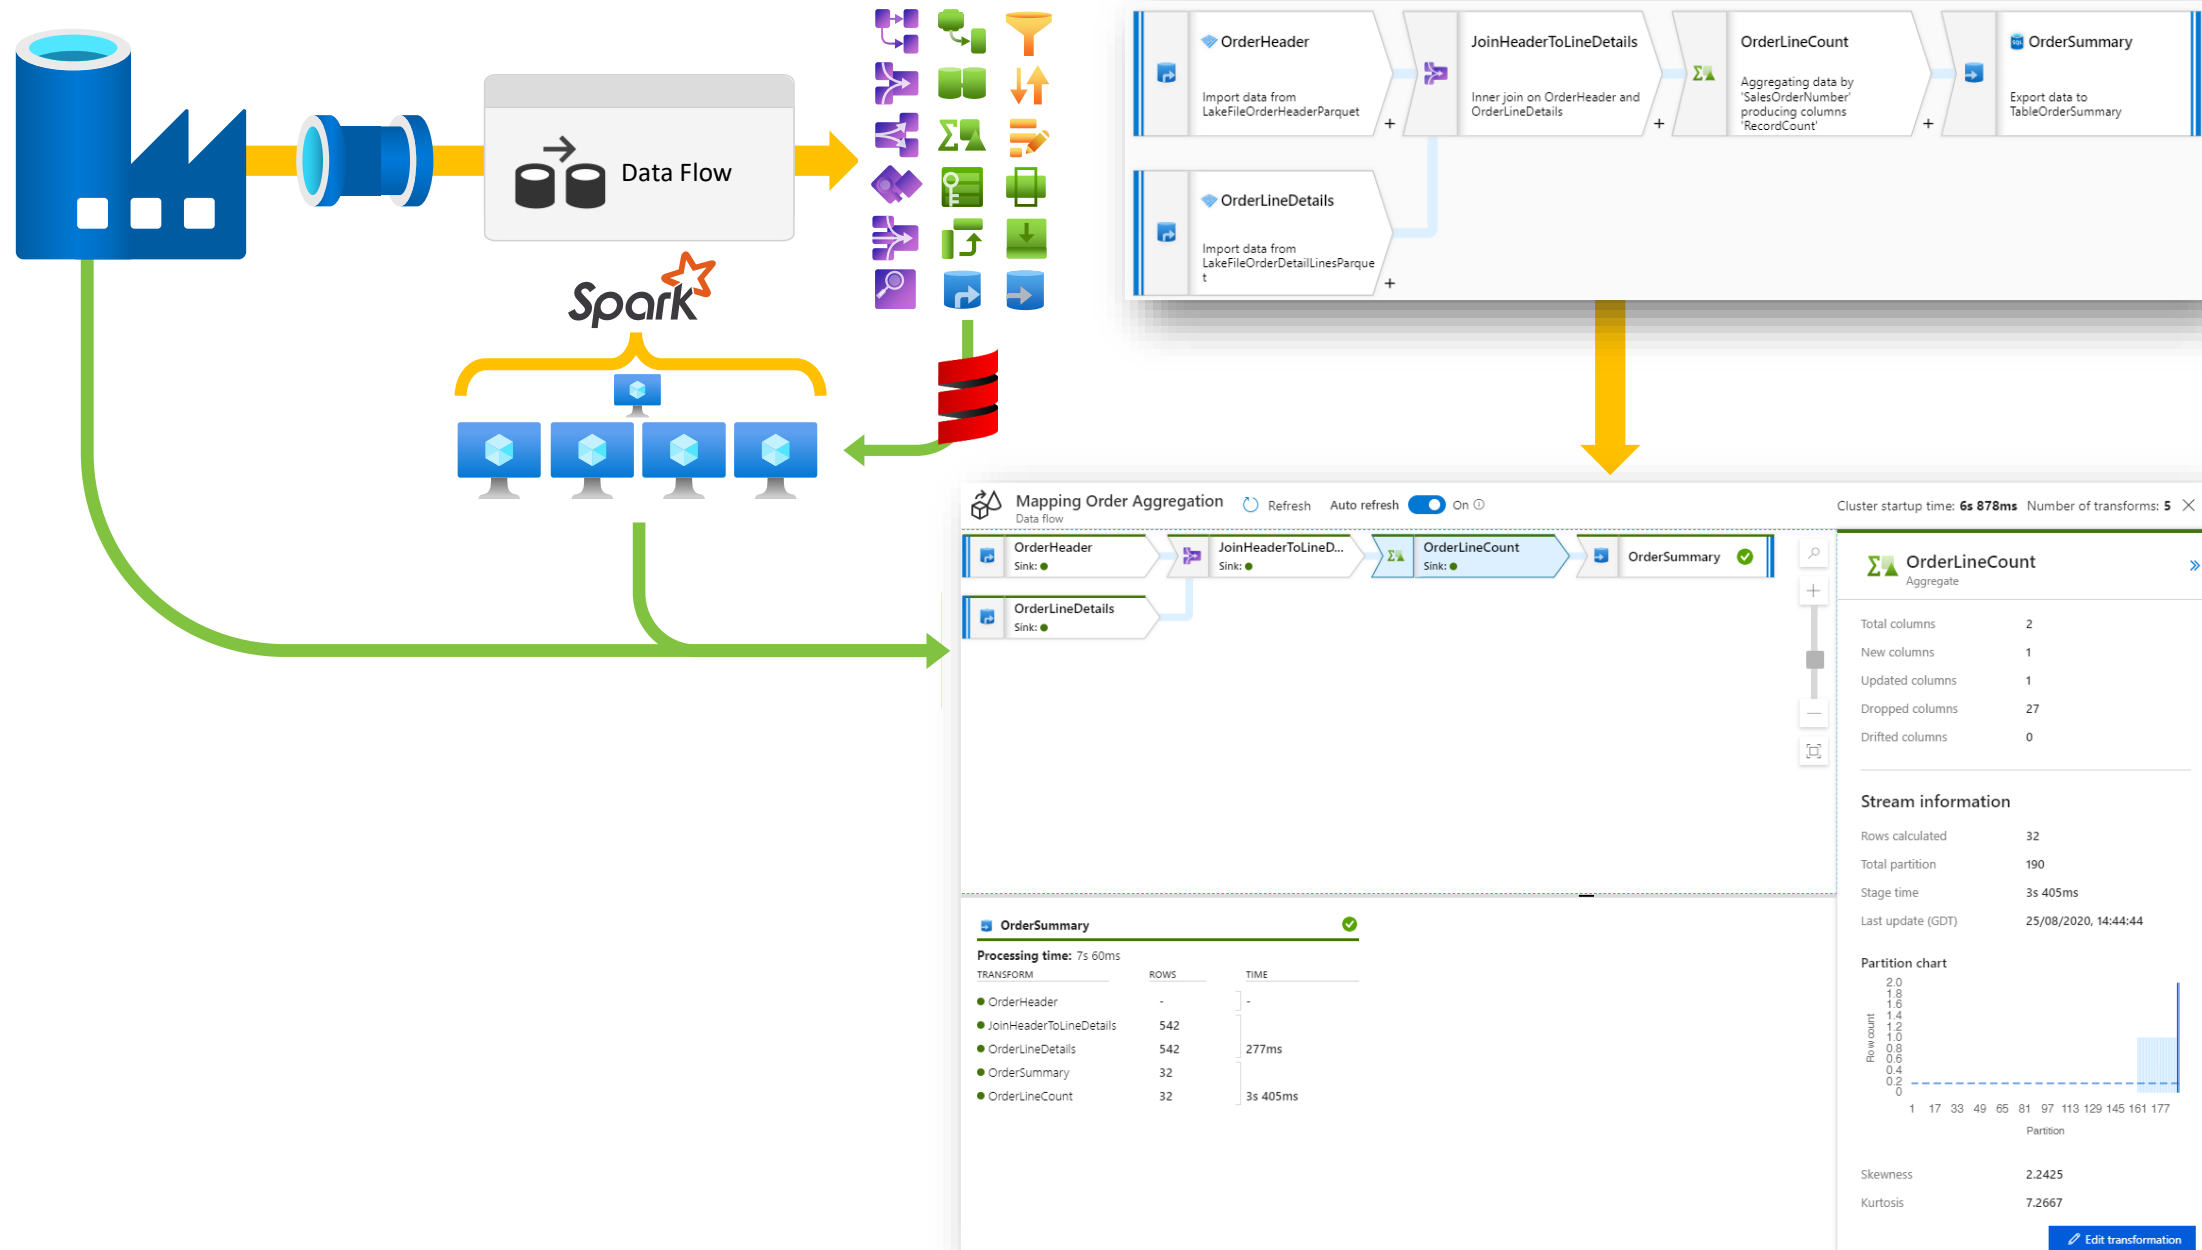 Data Flow
Spark
OrderHeader
Import data from
LakeFileOrderHeaderParquet
+
JoinHeaderToLineDetails
Inner join on OrderHeader and
OrderLineDetails
+
OrderLineCount
Aggregating data by
'SalesOrderNumber'
producing columns
'RecordCount'
+
SQL
OrderSummary
Export data to
TableOrderSummary
OrderLineDetails
Import data from
LakeFileOrderDetailLinesParque
t
+
Mapping Order Aggregation
Data flow
Refresh
Auto refresh
On
Cluster startup time: 6s 878ms Number of transforms: 5
OrderHeader
Sink:
JoinHeaderToLineD...
Sink:
OrderLineCount
Sink:
OrderSummary
OrderLineDetails
Sink:
OrderLineCount
Aggregate
Total columns 2
New columns 1
Updated columns 1
Dropped columns 27
Drifted columns 0
Stream information
Rows calculated 32
Total partition 190
Stage time 3s 405ms
Last update (GDT) 25/08/2020, 14:44:44
Partition chart
2.0
1.8
1.6
1.4
1.2
1.0
0.8
0.6
0.4
0.2
0
Row count
1 17 33 49 65 81 97 113 129 145 161 177
Partition
Skewness 2.2425
Kurtosis 7.2667
Edit transformation
OrderSummary
Processing time: 7s 60ms
TRANSFORM ROWS TIME
OrderHeader - -
JoinHeaderToLineDetails 542
OrderLineDetails 542 277ms
OrderSummary 32
OrderLineCount 32 3s 405ms